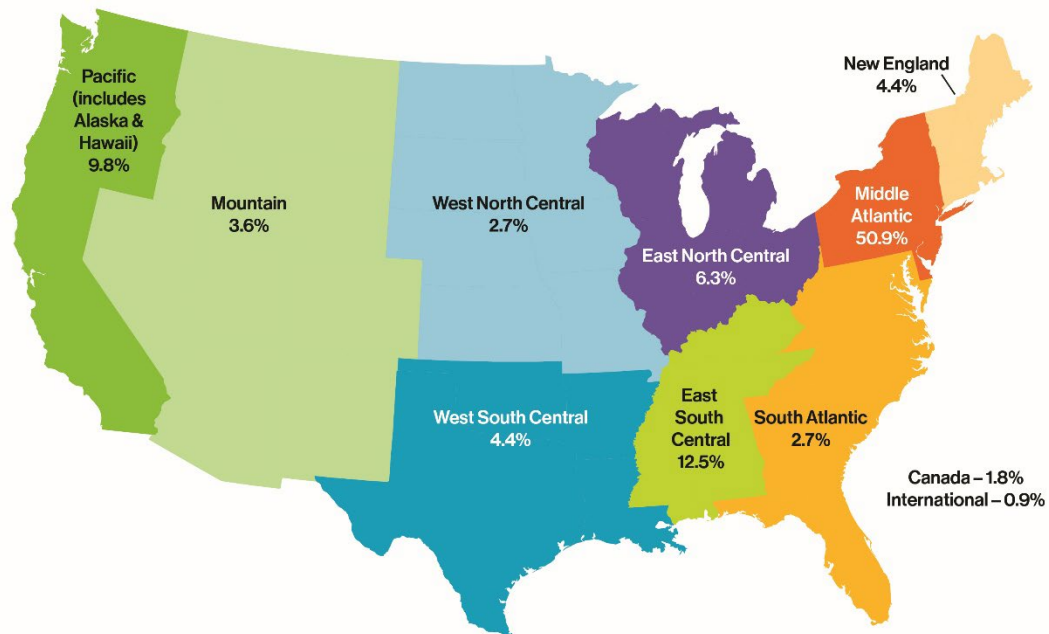 Pacific
(includes
Alaska &
Hawaii)
9.8%
Mountain
3.6%
West North Central
2.7%
East North Central
6.3%
New England
4.4%
Middle
Atlantic
50.9%
West South Central
4.4%
East
South
Central
12.5%
South Atlantic
2.7%
Canada – 1.8%
International – 0.9%